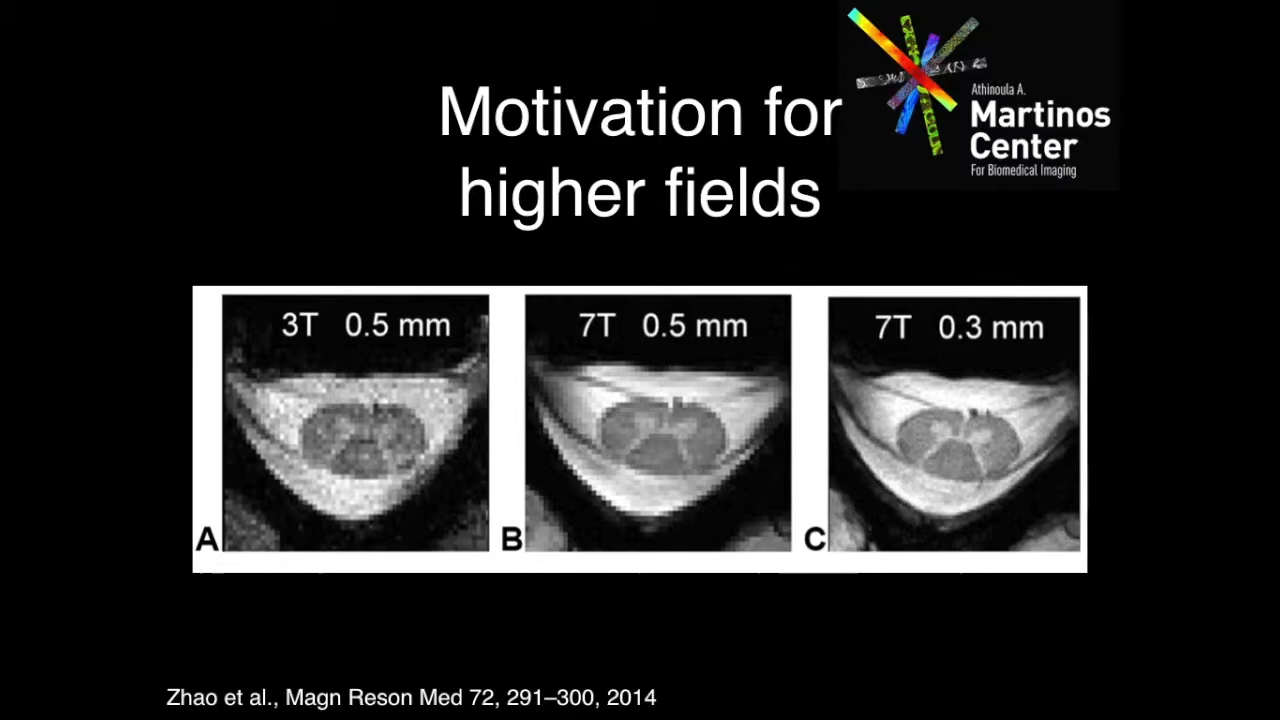 Motivation for
higher fields
Athinoula A.
Martinos
Center
For Biomedical Imaging
3T 0.5 mm
7T 0.5 mm
7T 0.3 mm
A
B
C
Zhao et al., Magn Reson Med 72, 291–300, 2014